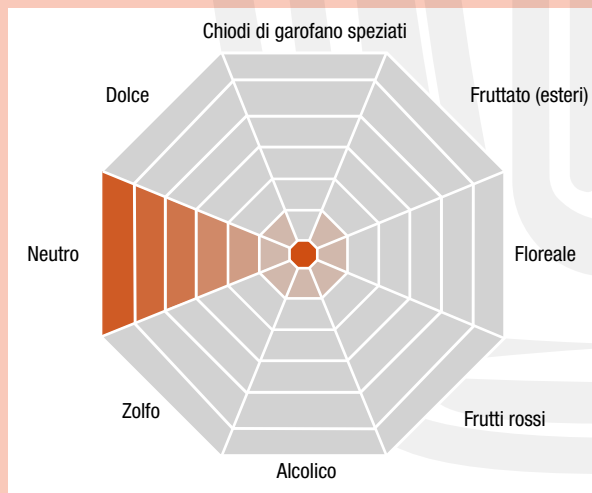 Chiodi di garofano speziati
Dolce
Fruttato (esteri)
Neutro
Floreale
Zolfo
Frutti rossi
Alcolico